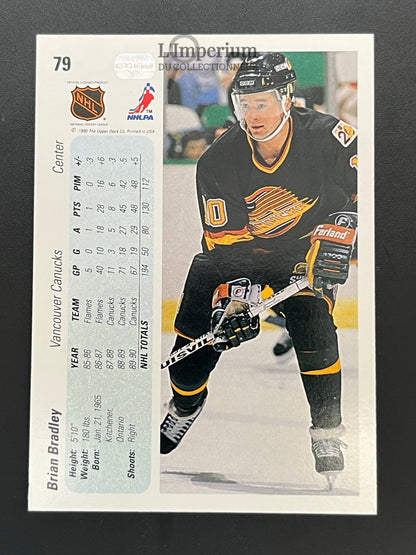 79
L'Imperium
DU COLLECTIONNEUR
NHL
NHLPA
TM
© 1990 The Upper Deck Co. Printed in USA
Brian Bradley Vancouver Canucks Center
Height: 5'10"
Weight: 180 lbs
Born: Jan. 21, 1965
Kitchener,
Ontario
Shoots: Right
YEAR TEAM GP G A PTS PIM +/-
85-86 Flames 5 0 1 1 0 3
86-87 Flames 40 10 18 28 16 +6
87-88 Canucks 11 3 5 8 6 -3
88-89 Canucks 71 18 27 45 42 -5
89-90 Canucks 67 19 29 48 48 +5
NHL TOTALS 194 50 80 130 112
10